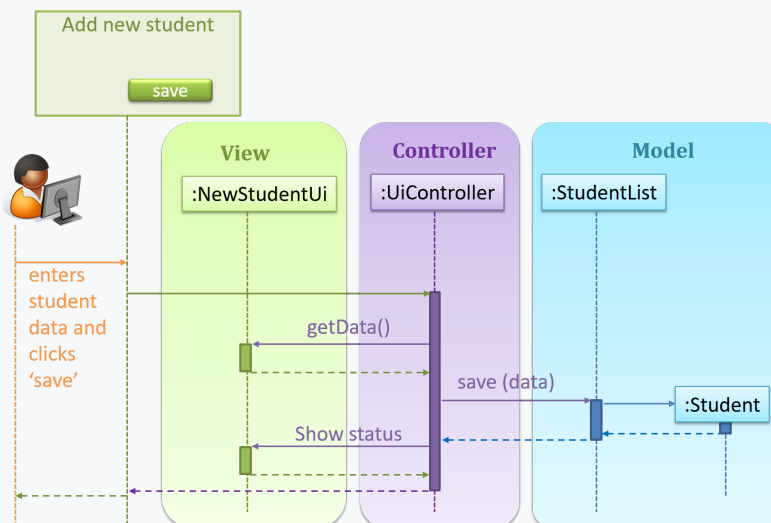 Add new student
save
View
Controller
Model
:NewStudentUi
:UiController
:StudentList
enters
student
data and
clicks
‘save’
getData()
save (data)
:Student
Show status